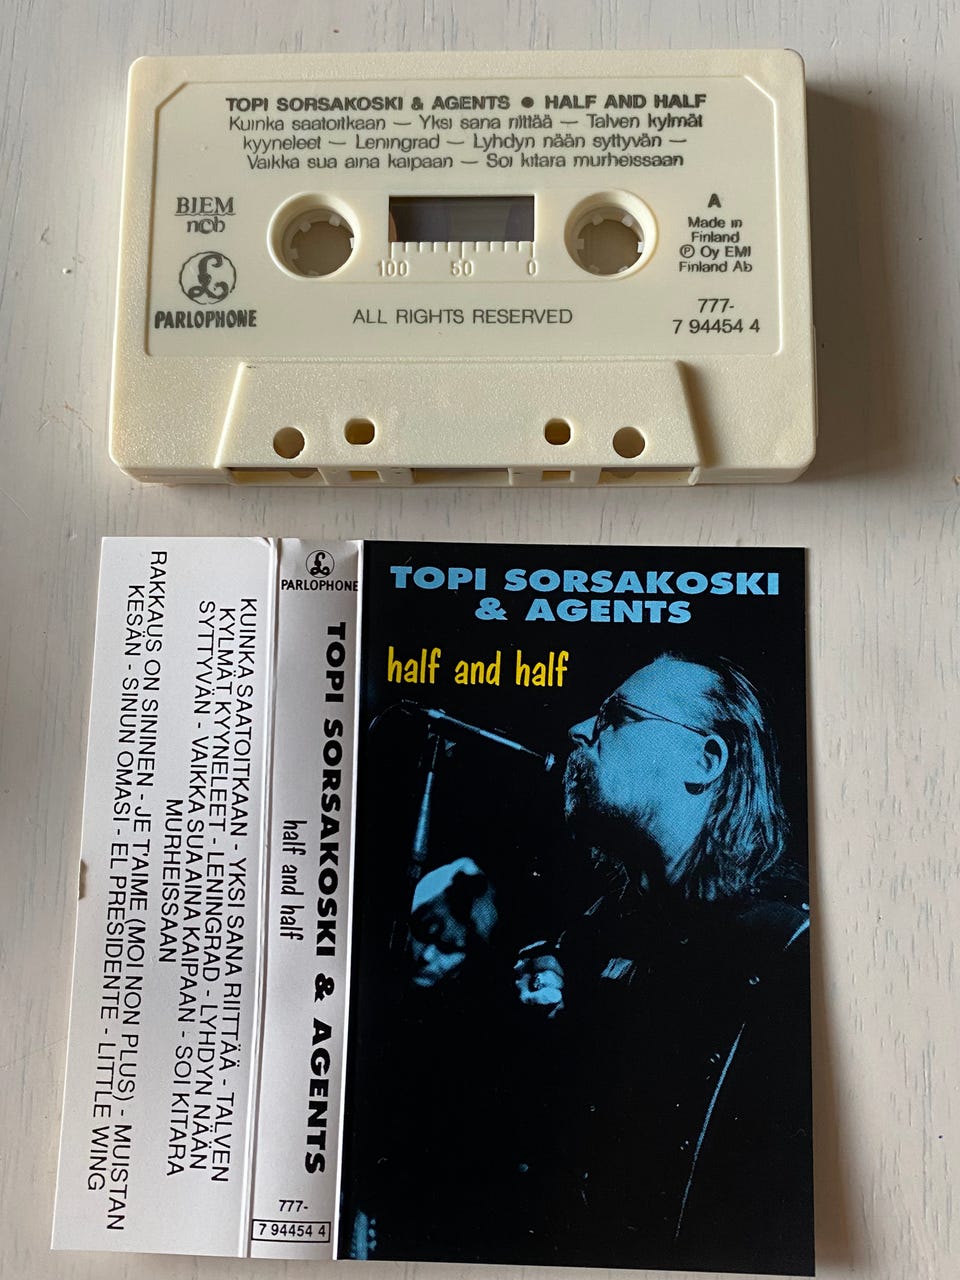 TOPI SORSAKOSKI & AGENTS ● HALF AND HALF
Kuinka saatoitkaan — Yksi sana riittää — Talven kylmät
kyyneleet — Leningrad — Lyhdyn nään syttyvän —
Vaikka sua aina kaipaan — Soi kitara murheissaan
BIEM
ncb
PARLOPHONE
100 50 0
A
Made in
Finland
℗ Oy EMI
Finland Ab
ALL RIGHTS RESERVED
777-
7 94454 4
KUINKA SAATOITKAAN - YKSI SANA RIITTÄÄ - TALVEN
KYLMÄT KYYNELEET - LENINGRAD - LYHDYN NÄÄN
SYTTYVÄN - VAIKKA SUA AINA KAIPAAN - SOI KITARA
MURHEISSAAN
RAKKAUS ON SININEN - JE T'AIME (MOI NON PLUS) - MUISTAN
KESÄN - SINUN OMASI - EL PRESIDENTE - LITTLE WING
PARLOPHONE
TOPI SORSAKOSKI & AGENTS
half and half
777-
7 94454 4
TOPI SORSAKOSKI
& AGENTS
half and half